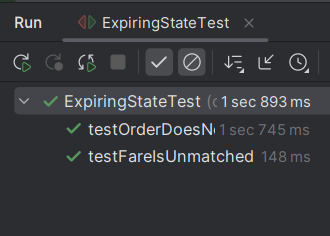 Run ExpiringStateTest
ExpiringStateTest 1 sec 893 ms
testOrderDoesN 1 sec 745 ms
testFareIsUnmatched 148 ms